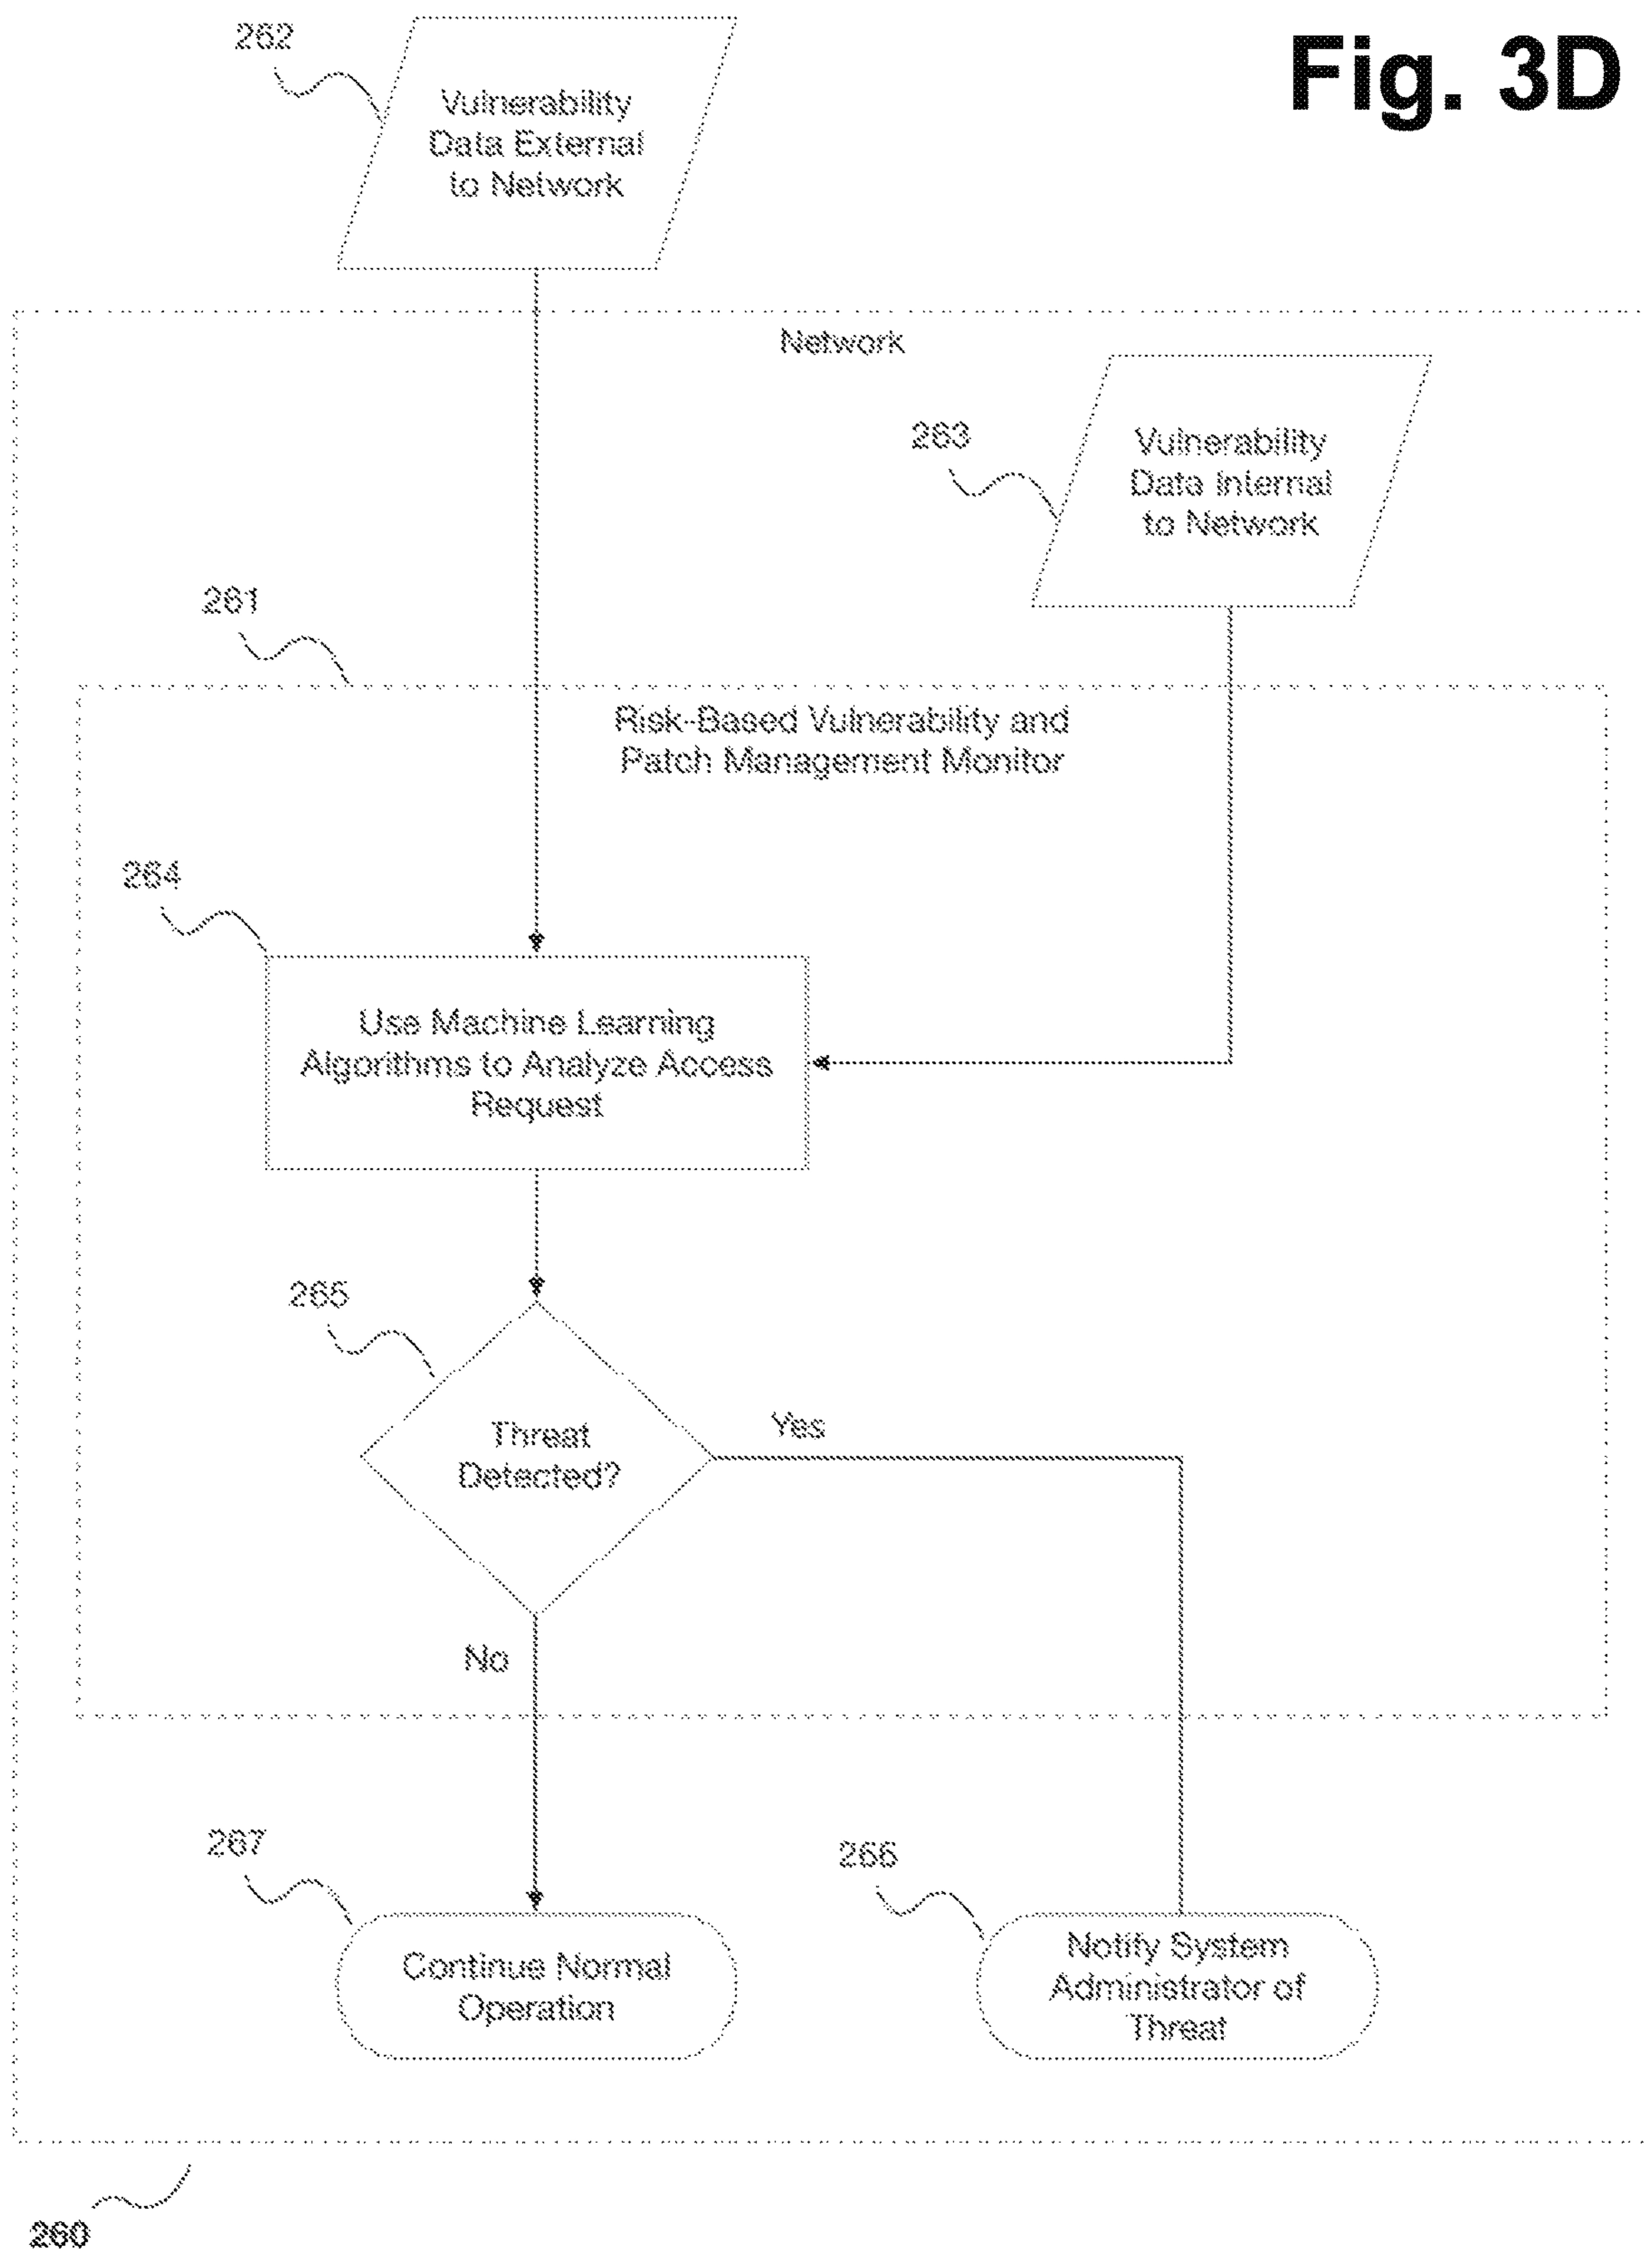 Fig. 3D
262
Vulnerability
Data External
to Network
Network
263
Vulnerability
Data Internal
to Network
261
Risk-Based Vulnerability and
Patch Management Monitor
264
Use Machine Learning
Algorithms to Analyze Access
Request
265
Threat
Detected?
Yes
No
267
Continue Normal
Operation
266
Notify System
Administrator of
Threat
260